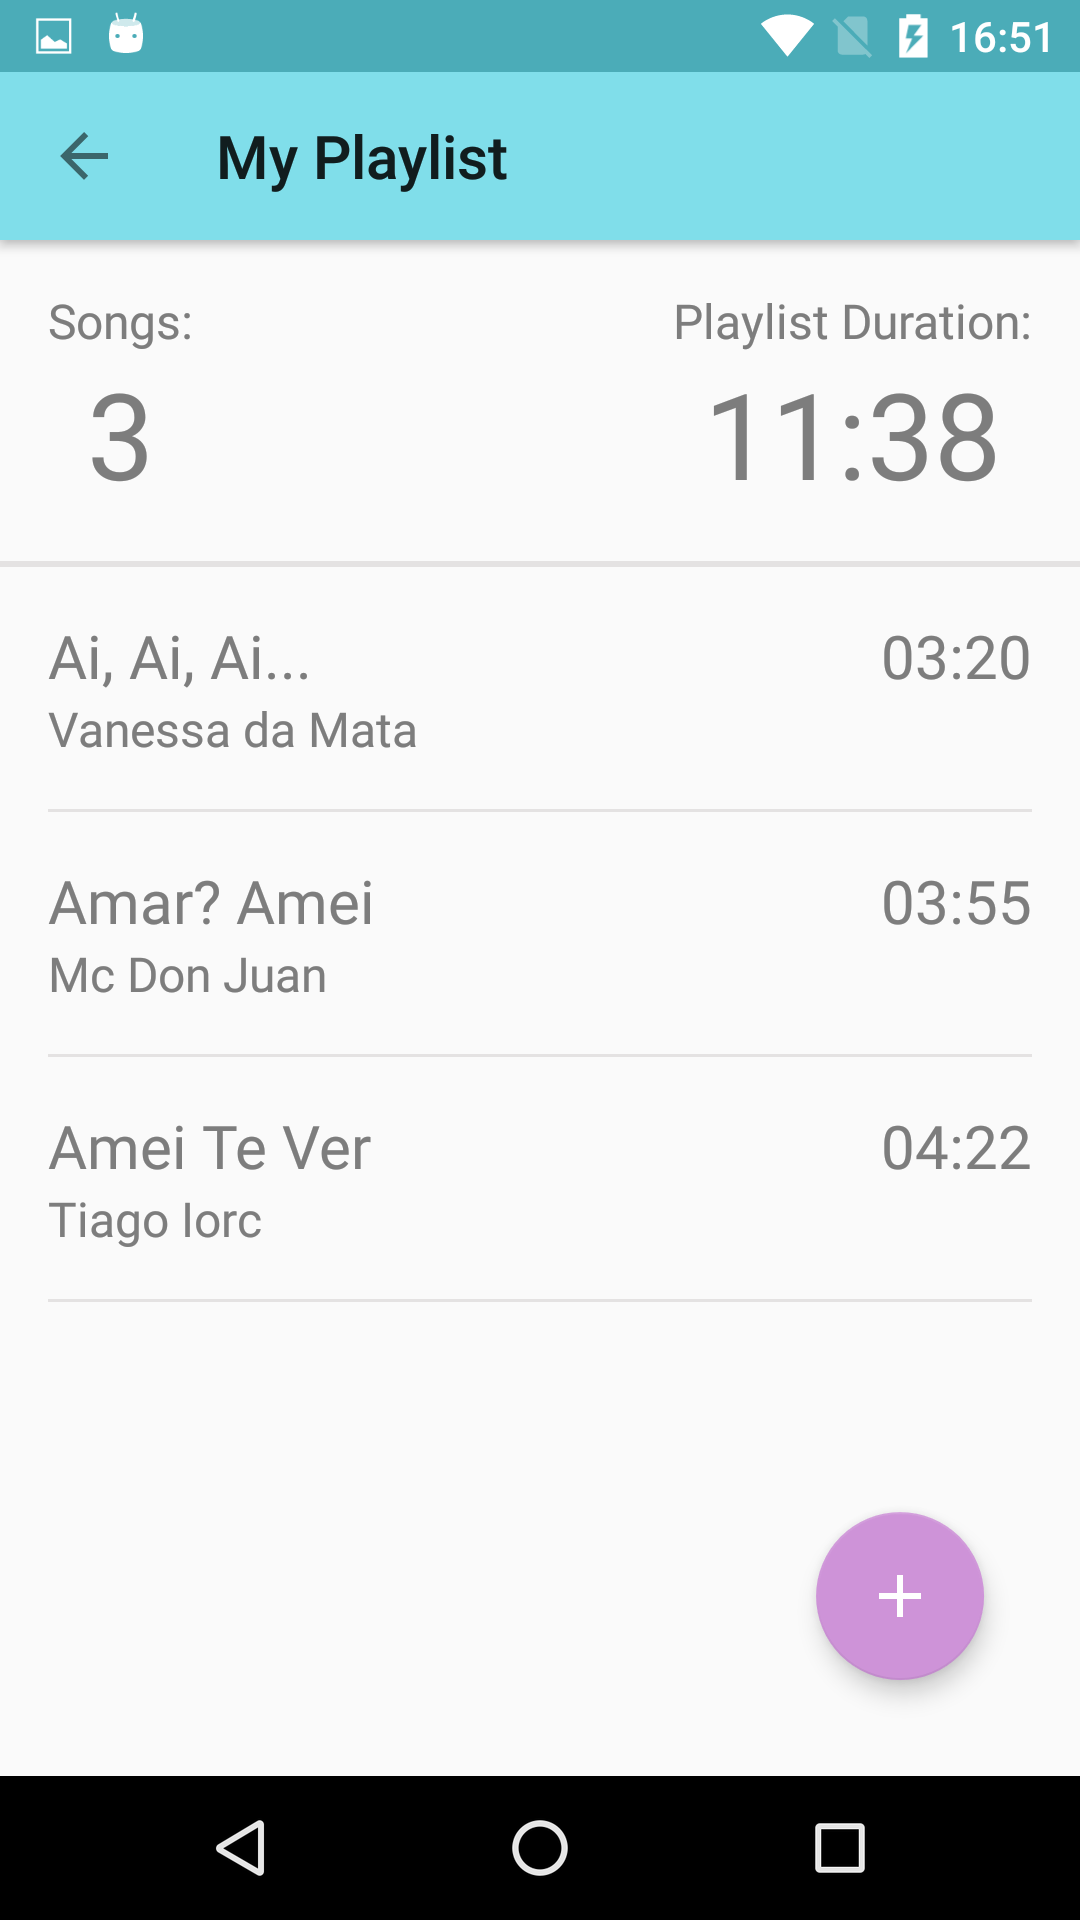 16:51
My Playlist
Songs: Playlist Duration:
3 11:38
Ai, Ai, Ai... 03:20
Vanessa da Mata
Amar? Amei 03:55
Mc Don Juan
Amei Te Ver 04:22
Tiago Iorc